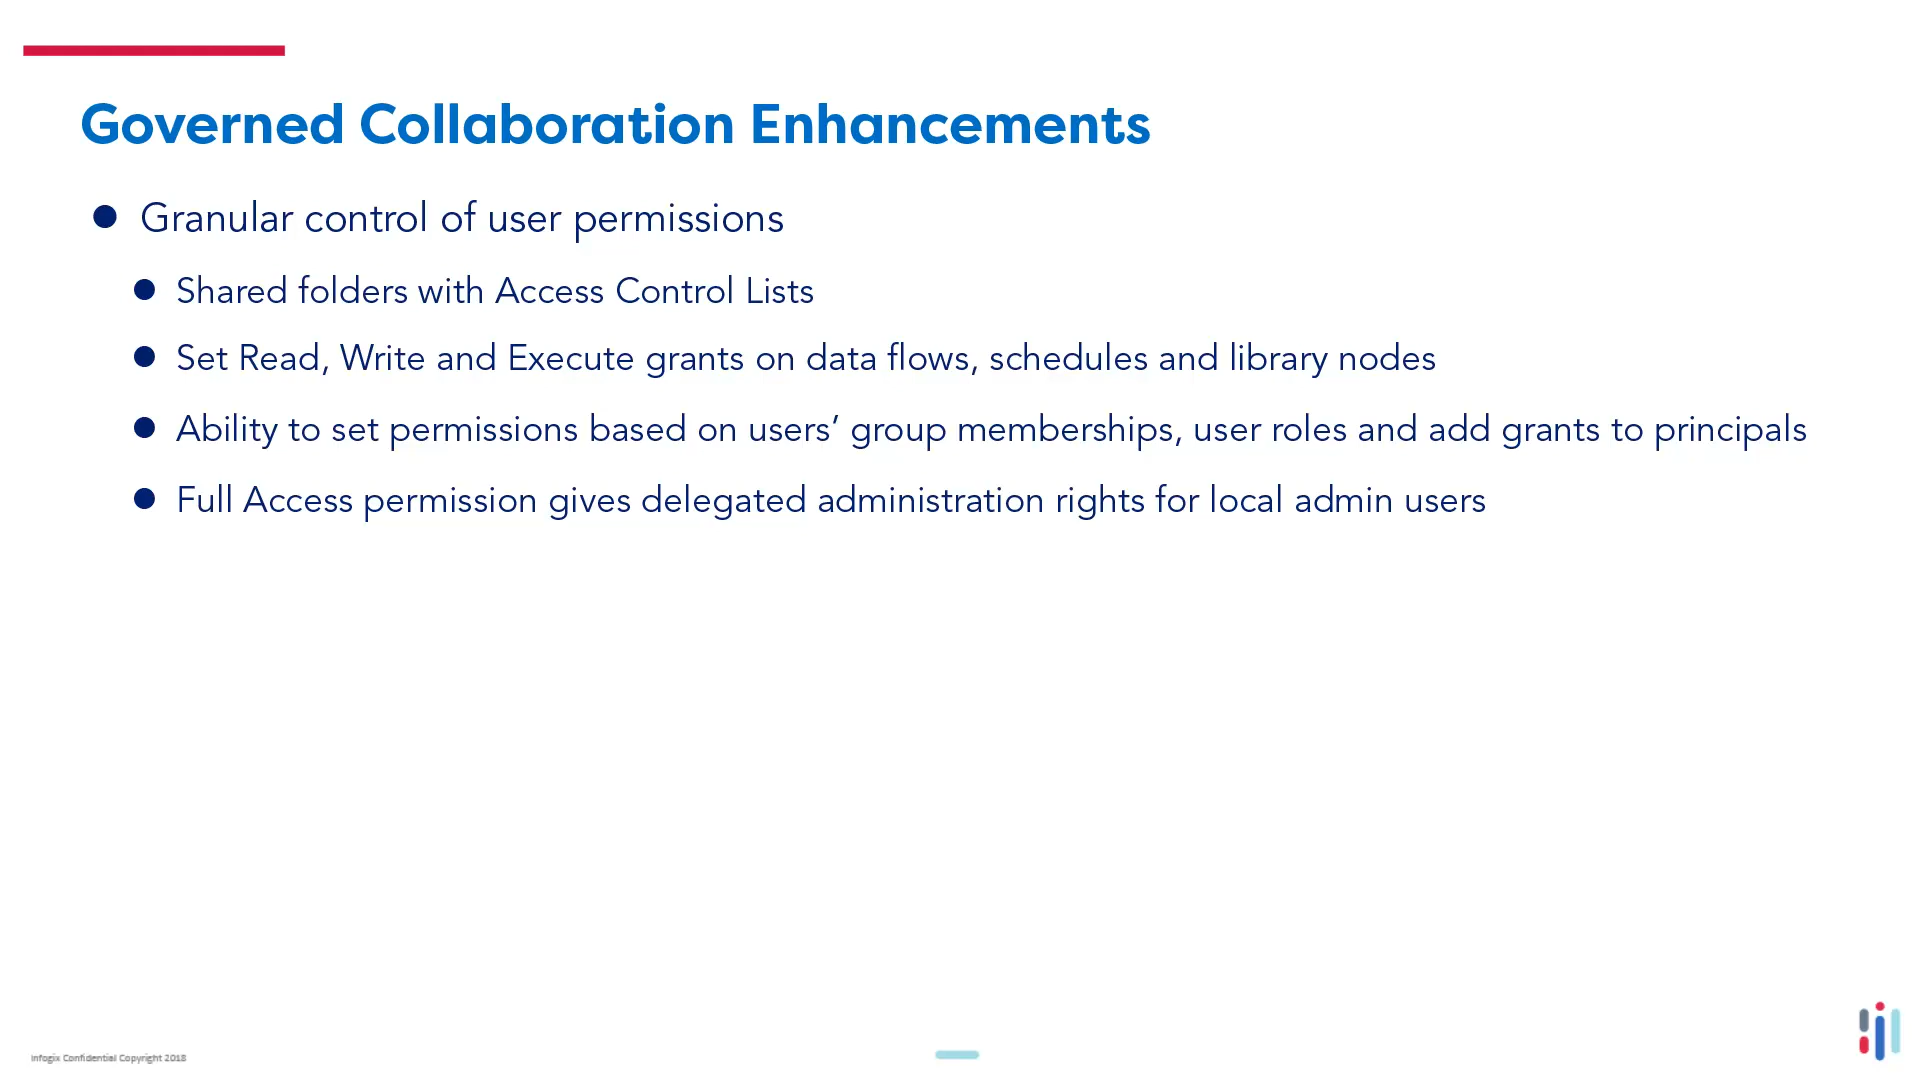 Governed Collaboration Enhancements
Granular control of user permissions
Shared folders with Access Control Lists
Set Read, Write and Execute grants on data flows, schedules and library nodes
Ability to set permissions based on users’ group memberships, user roles and add grants to principals
Full Access permission gives delegated administration rights for local admin users
Infogix Confidential Copyright 2018